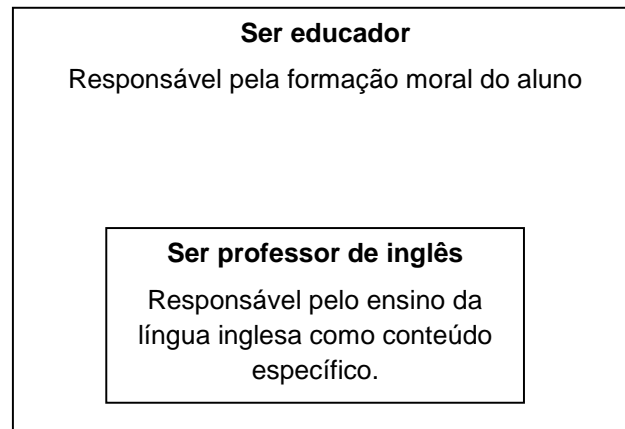 Ser educador
Responsável pela formação moral do aluno
Ser professor de inglês
Responsável pelo ensino da
língua inglesa como conteúdo
específico.